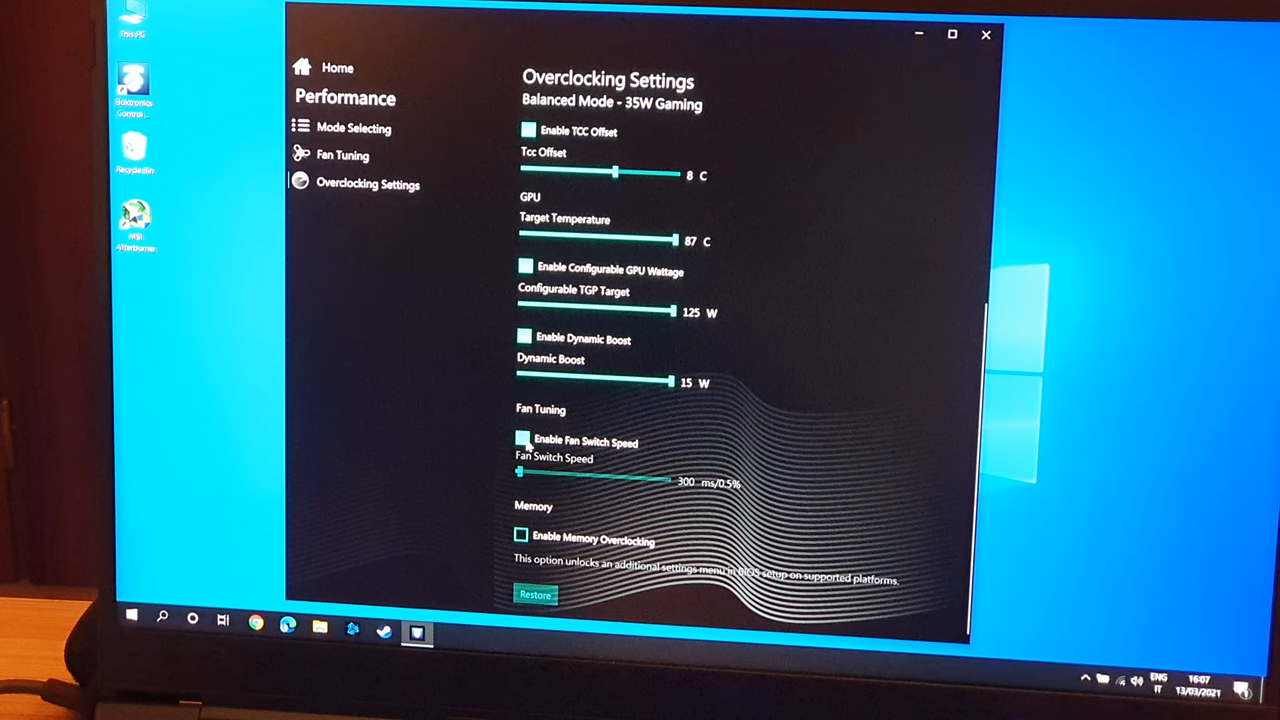 This PC
Elektronics
Control ...
Recycle Bin
MSI
Afterburner
Home
Performance
Mode Selecting
Fan Tuning
Overclocking Settings
Overclocking Settings
Balanced Mode - 35W Gaming
Enable TCC Offset
Tcc Offset
8 C
GPU
Target Temperature
87 C
Enable Configurable GPU Wattage
Configurable TGP Target
125 W
Enable Dynamic Boost
Dynamic Boost
15 W
Fan Tuning
Enable Fan Switch Speed
Fan Switch Speed
300 ms/0.5%
Memory
Enable Memory Overclocking
This option unlocks an additional settings menu in BIOS setup on supported platforms.
Restore
ENG
IT
16:07
13/03/2021